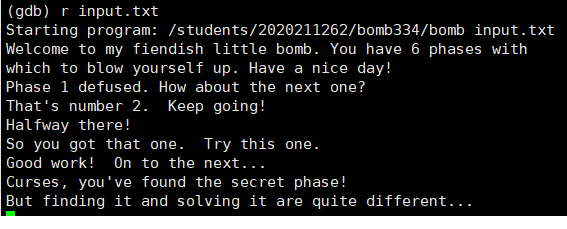 (gdb) r input.txt
Starting program: /students/2020211262/bomb334/bomb input.txt
Welcome to my fiendish little bomb. You have 6 phases with
which to blow yourself up. Have a nice day!
Phase 1 defused. How about the next one?
That's number 2.  Keep going!
Halfway there!
So you got that one.  Try this one.
Good work!  On to the next...
Curses, you've found the secret phase!
But finding it and solving it are quite different...